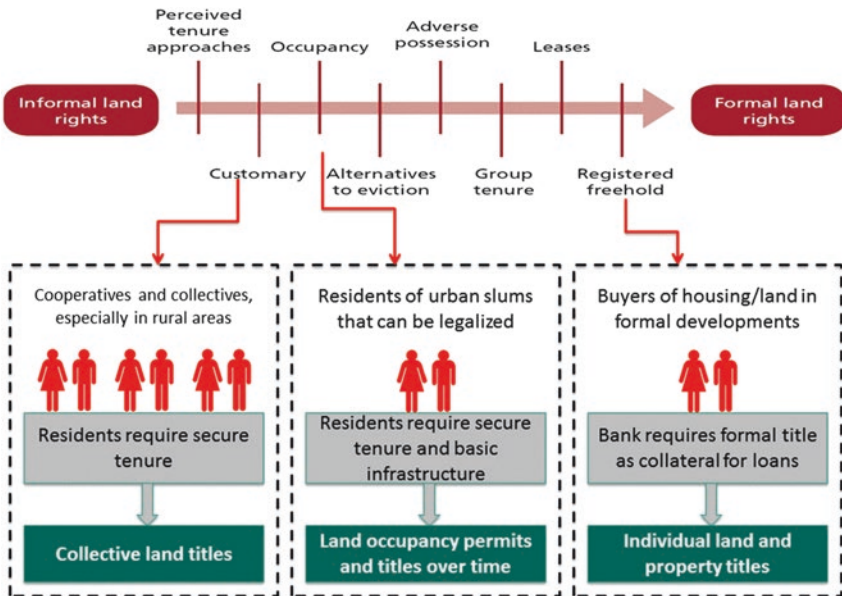 Perceived
tenure
approaches
Occupancy
Adverse
possession
Leases
Informal land
rights
Formal land
rights
Customary
Alternatives
to eviction
Group
tenure
Registered
freehold
Cooperatives and collectives,
especially in rural areas
Residents require secure
tenure
Collective land titles
Residents of urban slums
that can be legalized
Residents require secure
tenure and basic
infrastructure
Land occupancy permits
and titles over time
Buyers of housing/land in
formal developments
Bank requires formal title
as collateral for loans
Individual land and
property titles